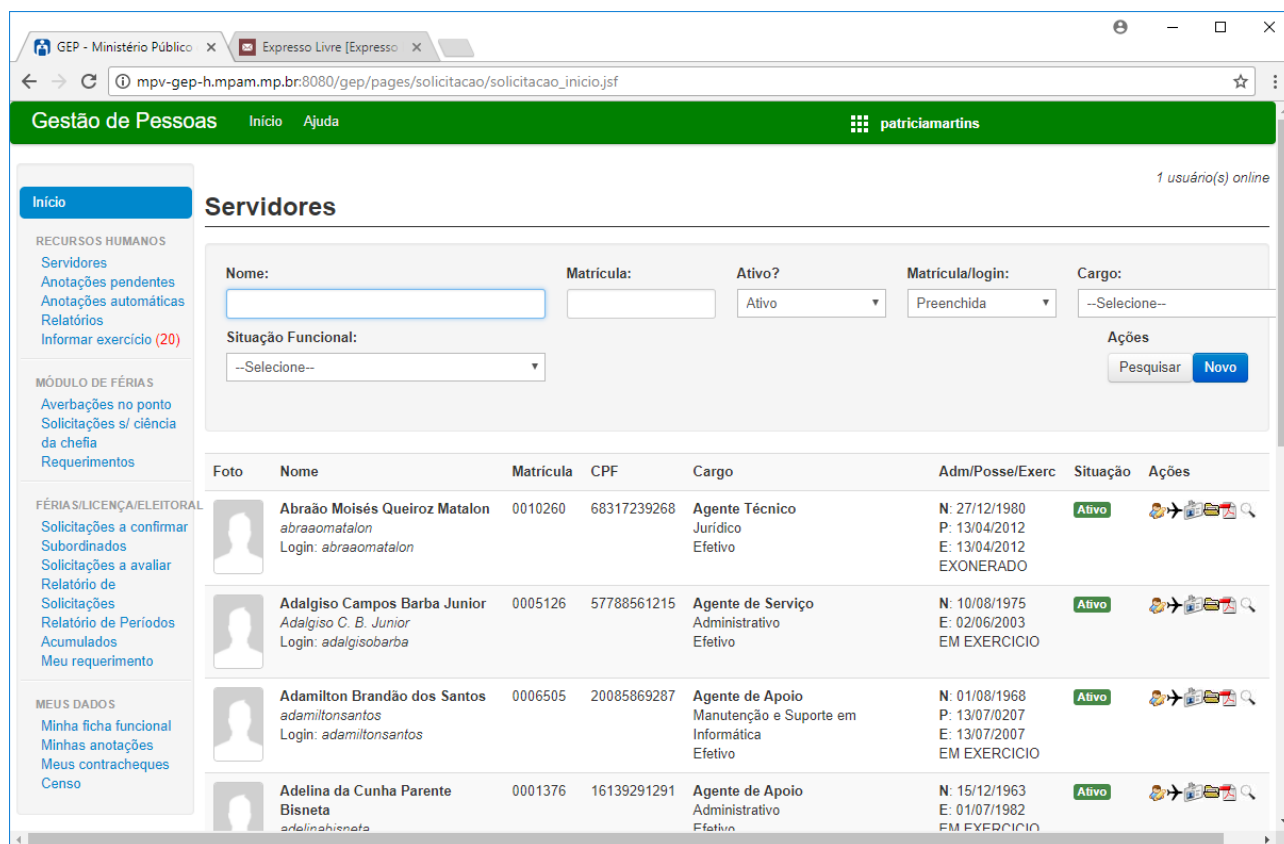 GEP - Ministério Público
Expresso Livre [Expresso
mpv-gep-h.mpam.mp.br:8080/gep/pages/solicitacao/solicitacao_inicio.jsf
Gestão de Pessoas Início Ajuda patriciamartins
1 usuário(s) online
Início
RECURSOS HUMANOS
Servidores
Anotações pendentes
Anotações automáticas
Relatórios
Informar exercício (20)
MÓDULO DE FÉRIAS
Averbações no ponto
Solicitações s/ ciência
da chefia
Requerimentos
FÉRIAS/LICENÇA/ELEITORAL
Solicitações a confirmar
Subordinados
Solicitações a avaliar
Relatório de
Solicitações
Relatório de Períodos
Acumulados
Meu requerimento
MEUS DADOS
Minha ficha funcional
Minhas anotações
Meus contracheques
Censo
Servidores
Nome: Matrícula: Ativo? Matrícula/login: Cargo:
Ativo Preenchida --Selecione--
Situação Funcional: Ações
--Selecione-- Pesquisar Novo
Foto Nome Matrícula CPF Cargo Adm/Posse/Exerc Situação Ações
Abraão Moisés Queiroz Matalon 0010260 68317239268 Agente Técnico N: 27/12/1980 Ativo
abraaomatalon Jurídico P: 13/04/2012
Login: abraaomatalon Efetivo E: 13/04/2012
EXONERADO
Adalgiso Campos Barba Junior 0005126 57788561215 Agente de Serviço N: 10/08/1975 Ativo
Adalgiso C. B. Junior Administrativo E: 02/06/2003
Login: adalgisobarba Efetivo EM EXERCICIO
Adamilton Brandão dos Santos 0006505 20085869287 Agente de Apoio N: 01/08/1968 Ativo
adamiltonsantos Manutenção e Suporte em P: 13/07/0207
Login: adamiltonsantos Informática E: 13/07/2007
Efetivo EM EXERCICIO
Adelina da Cunha Parente 0001376 16139291291 Agente de Apoio N: 15/12/1963 Ativo
Bisneta Administrativo E: 01/07/1982
adelinabisneta Efetivo EM EXERCICIO